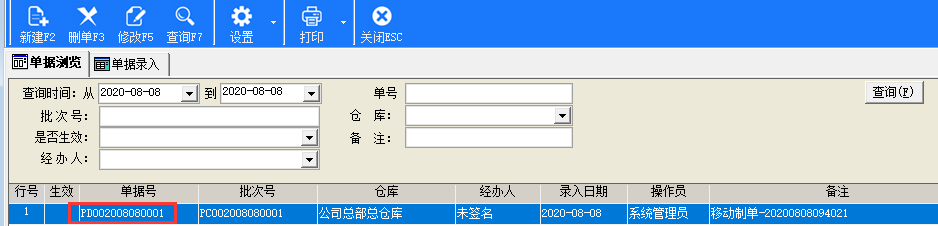 新建F2 删单F3 修改F5 查询F7 设置 打印 关闭ESC
单据浏览 单据录入
查询时间：从 2020-08-08 到 2020-08-08 单号 查询(F)
批次号： 仓 库：
是否生效： 备 注：
经办人：
行号 生效 单据号 批次号 仓库 经办人 录入日期 操作员 备注
1 PD002008080001 PC002008080001 公司总部总仓库 未签名 2020-08-08 系统管理员 移动制单-20200808094021